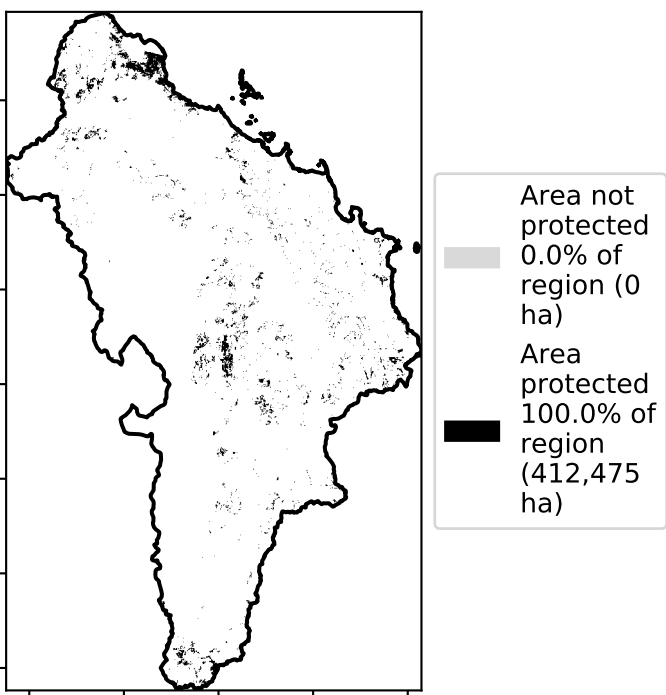 Area not
protected
0.0% of
region (0
ha)
Area
protected
100.0% of
region
(412,475
ha)